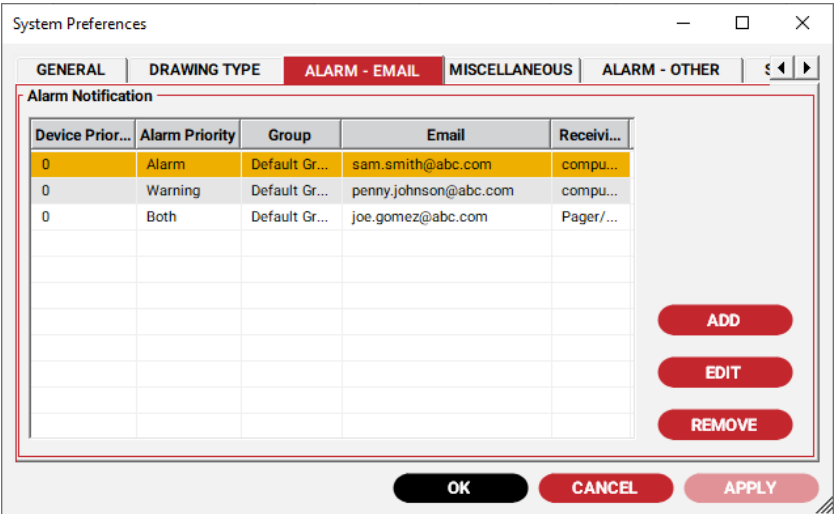 System Preferences
GENERAL DRAWING TYPE ALARM - EMAIL MISCELLANEOUS ALARM - OTHER
Alarm Notification
Device Prior... Alarm Priority Group Email Receivi...
0 Alarm Default Gr... sam.smith@abc.com compu...
0 Warning Default Gr... penny.johnson@abc.com compu...
0 Both Default Gr... joe.gomez@abc.com Pager/...
ADD
EDIT
REMOVE
OK CANCEL APPLY